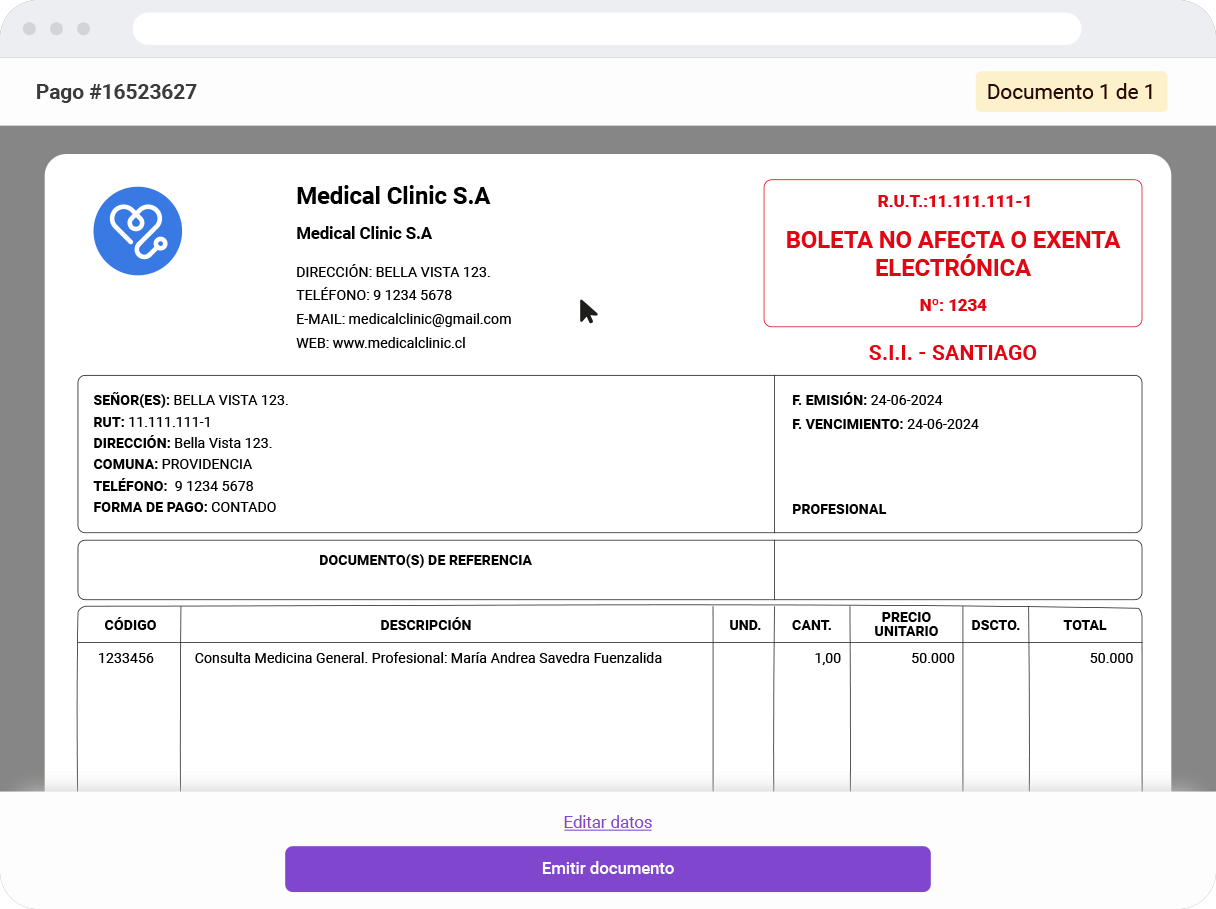 Pago #16523627
Documento 1 de 1
Medical Clinic S.A
Medical Clinic S.A
DIRECCIÓN: BELLA VISTA 123.
TELÉFONO: 9 1234 5678
E-MAIL: medicalclinic@gmail.com
WEB: www.medicalclinic.cl
R.U.T.:11.111.111-1
BOLETA NO AFECTA O EXENTA
ELECTRÓNICA
Nº: 1234
S.I.I. - SANTIAGO
SEÑOR(ES): BELLA VISTA 123.
RUT: 11.111.111-1
DIRECCIÓN: Bella Vista 123.
COMUNA: PROVIDENCIA
TELÉFONO: 9 1234 5678
FORMA DE PAGO: CONTADO
F. EMISIÓN: 24-06-2024
F. VENCIMIENTO: 24-06-2024
PROFESIONAL
DOCUMENTO(S) DE REFERENCIA
CÓDIGO DESCRIPCIÓN UND. CANT. PRECIO UNITARIO DSCTO. TOTAL
1233456 Consulta Medicina General. Profesional: María Andrea Savedra Fuenzalida 1,00 50.000 50.000
Editar datos
Emitir documento